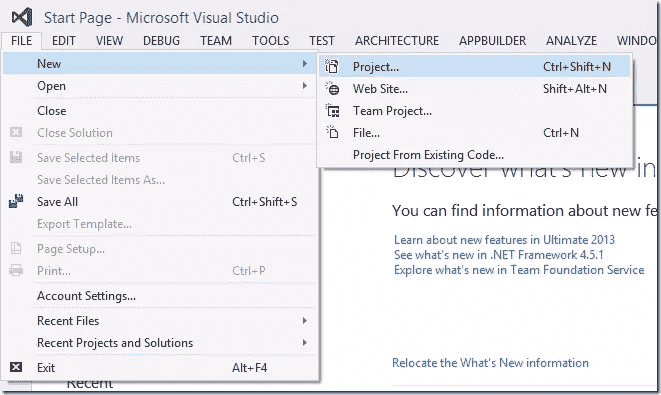 Start Page - Microsoft Visual Studio
FILE EDIT VIEW DEBUG TEAM TOOLS TEST ARCHITECTURE APPBUILDER ANALYZE
New
Open
Close
Close Solution
Save Selected Items Ctrl+S
Save Selected Items As...
Save All Ctrl+Shift+S
Export Template...
Page Setup...
Print... Ctrl+P
Account Settings...
Recent Files
Recent Projects and Solutions
Exit Alt+F4
Project... Ctrl+Shift+N
Web Site... Shift+Alt+N
Team Project...
File... Ctrl+N
Project From Existing Code...
Discover what's new in
You can find information about new fe
Learn about new features in Ultimate 2013
See what's new in .NET Framework 4.5.1
Explore what's new in Team Foundation Service
Relocate the What's New information
Recent